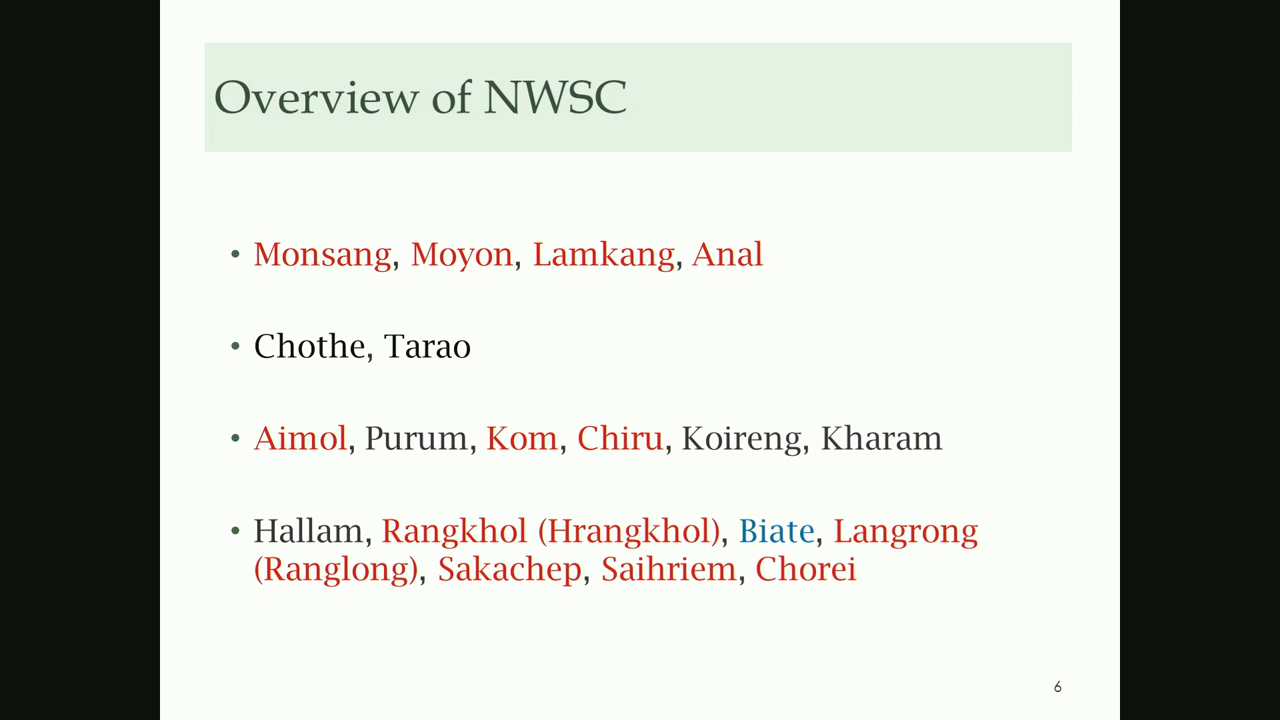 Overview of NWSC
• Monsang, Moyon, Lamkang, Anal
• Chothe, Tarao
• Aimol, Purum, Kom, Chiru, Koireng, Kharam
• Hallam, Rangkhol (Hrangkhol), Biate, Langrong
(Ranglong), Sakachep, Saihriem, Chorei
6